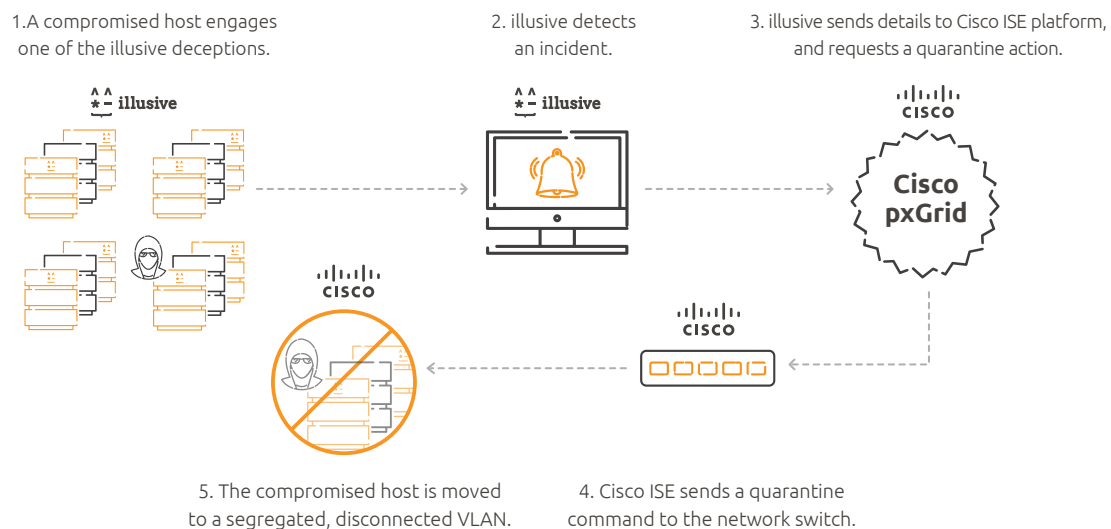 1.A compromised host engages
one of the illusive deceptions.
2. illusive detects
an incident.
3. illusive sends details to Cisco ISE platform,
and requests a quarantine action.
illusive
illusive
CISCO
Cisco
pxGrid
CISCO
CISCO
5. The compromised host is moved
to a segregated, disconnected VLAN.
4. Cisco ISE sends a quarantine
command to the network switch.